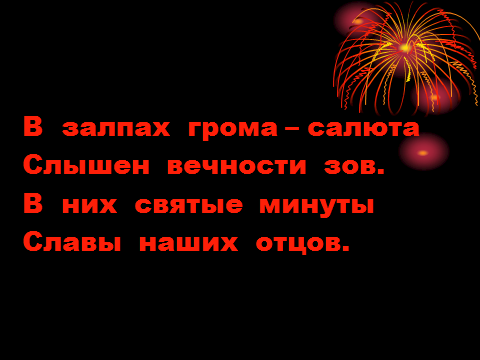 В залпах грома – салюта
Слышен вечности зов.
В них святые минуты
Славы наших отцов.